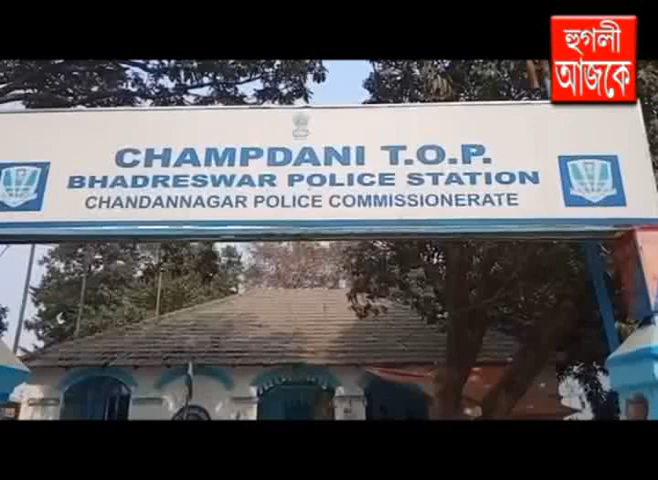 হুগলী
আজকে
CHAMPDANI T.O.P.
BHADRESWAR POLICE STATION
CHANDANNAGAR POLICE COMMISSIONERATE